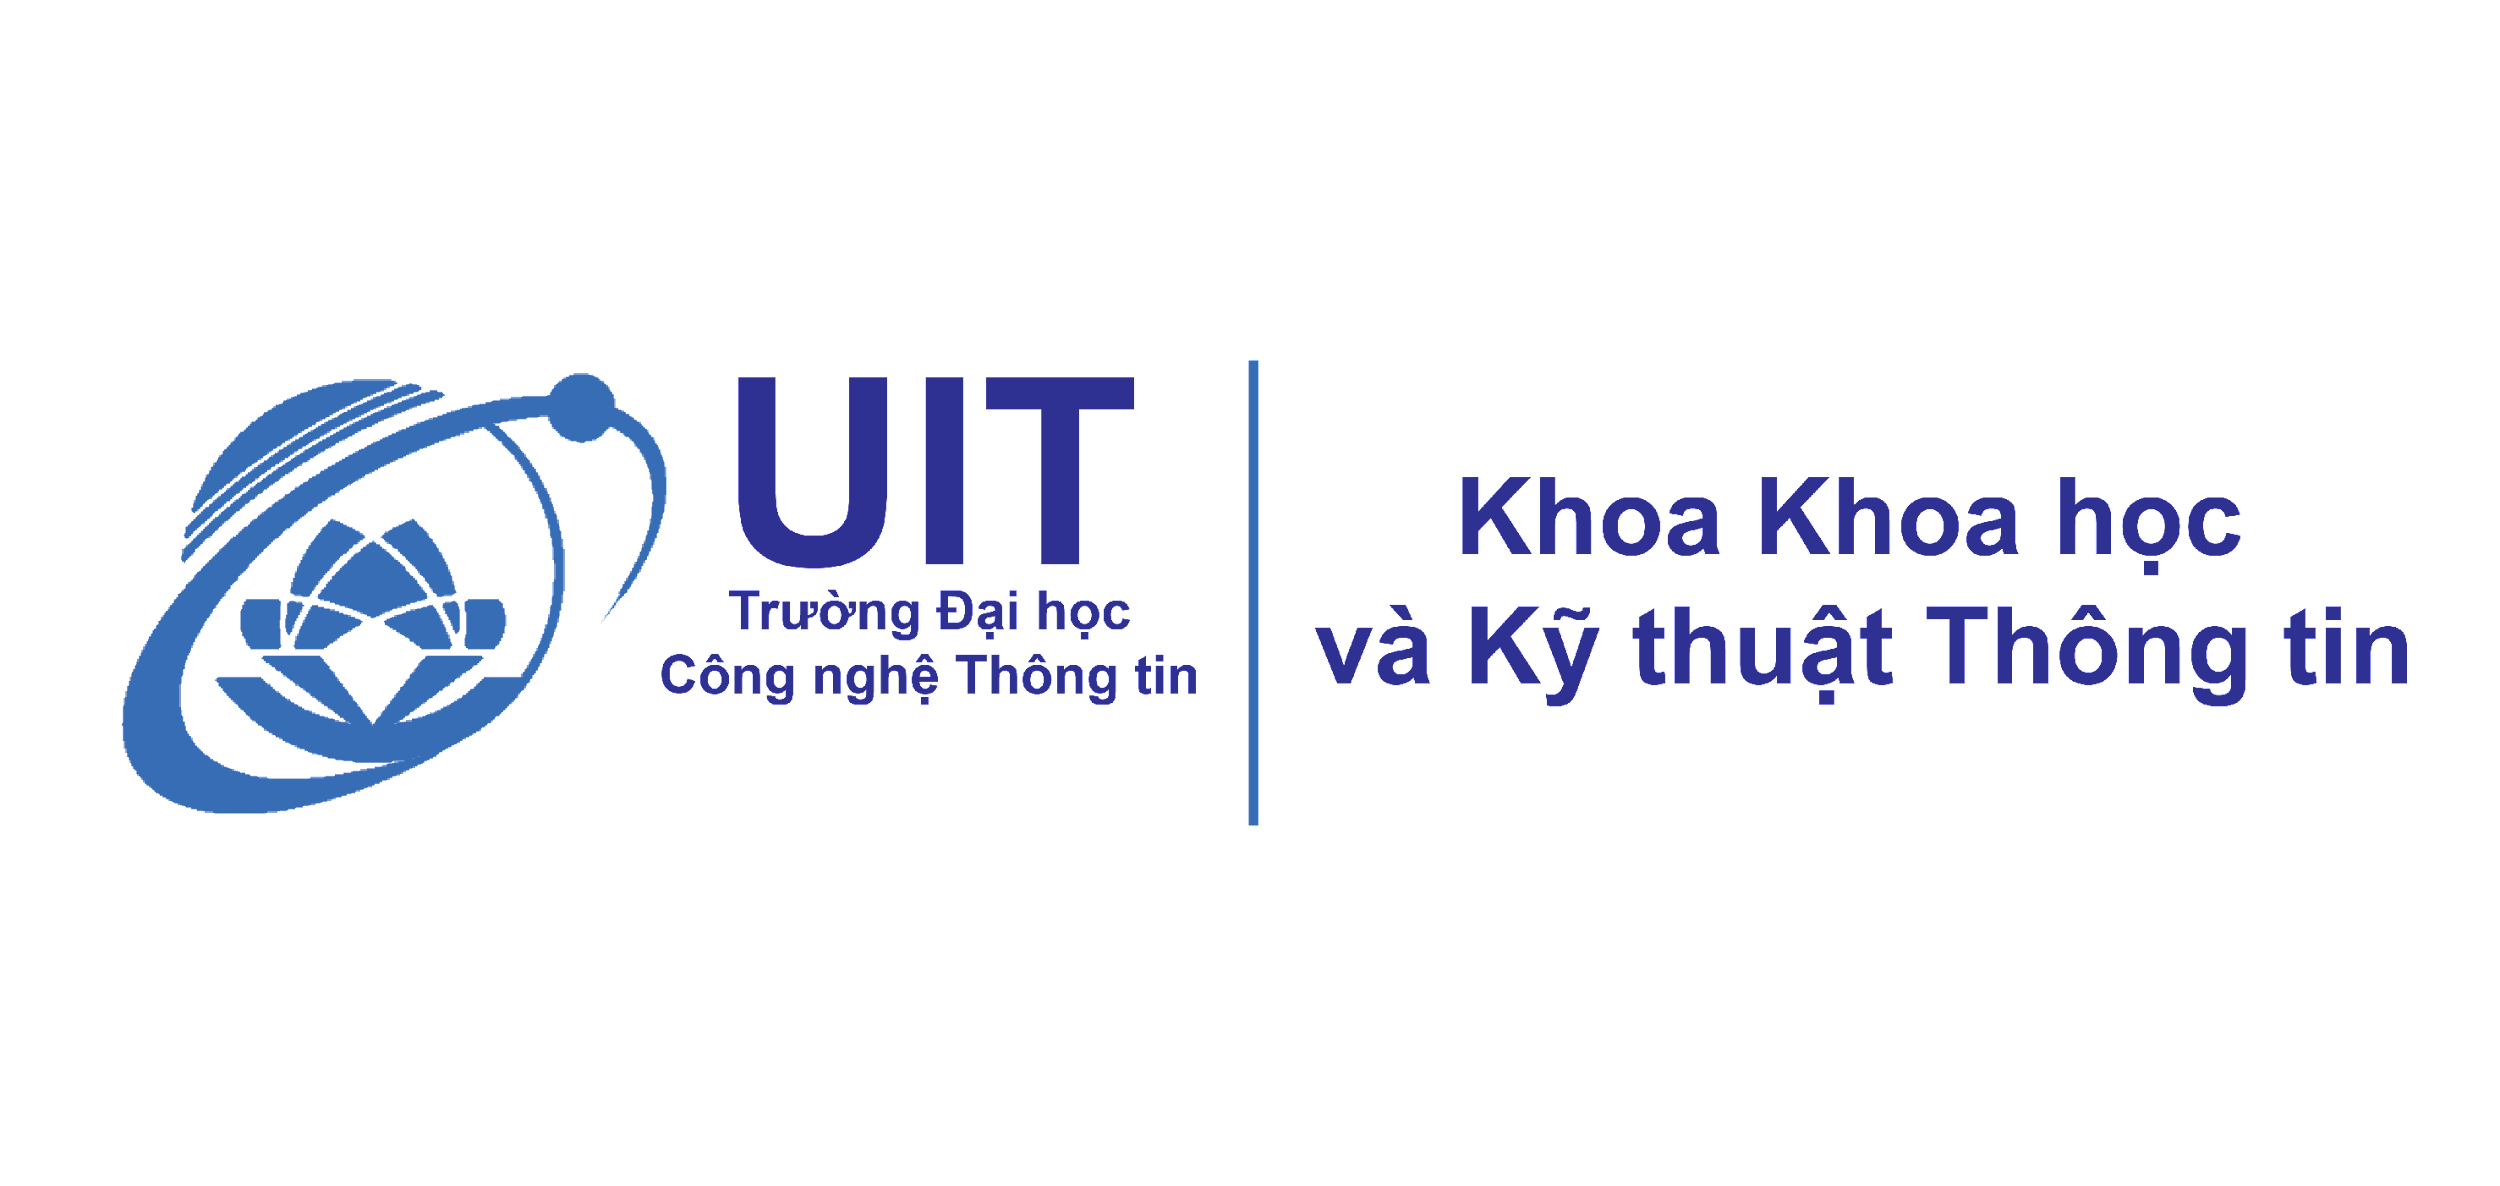 UIT
Trường Đại học
Công nghệ Thông tin
Khoa Khoa học
và Kỹ thuật Thông tin